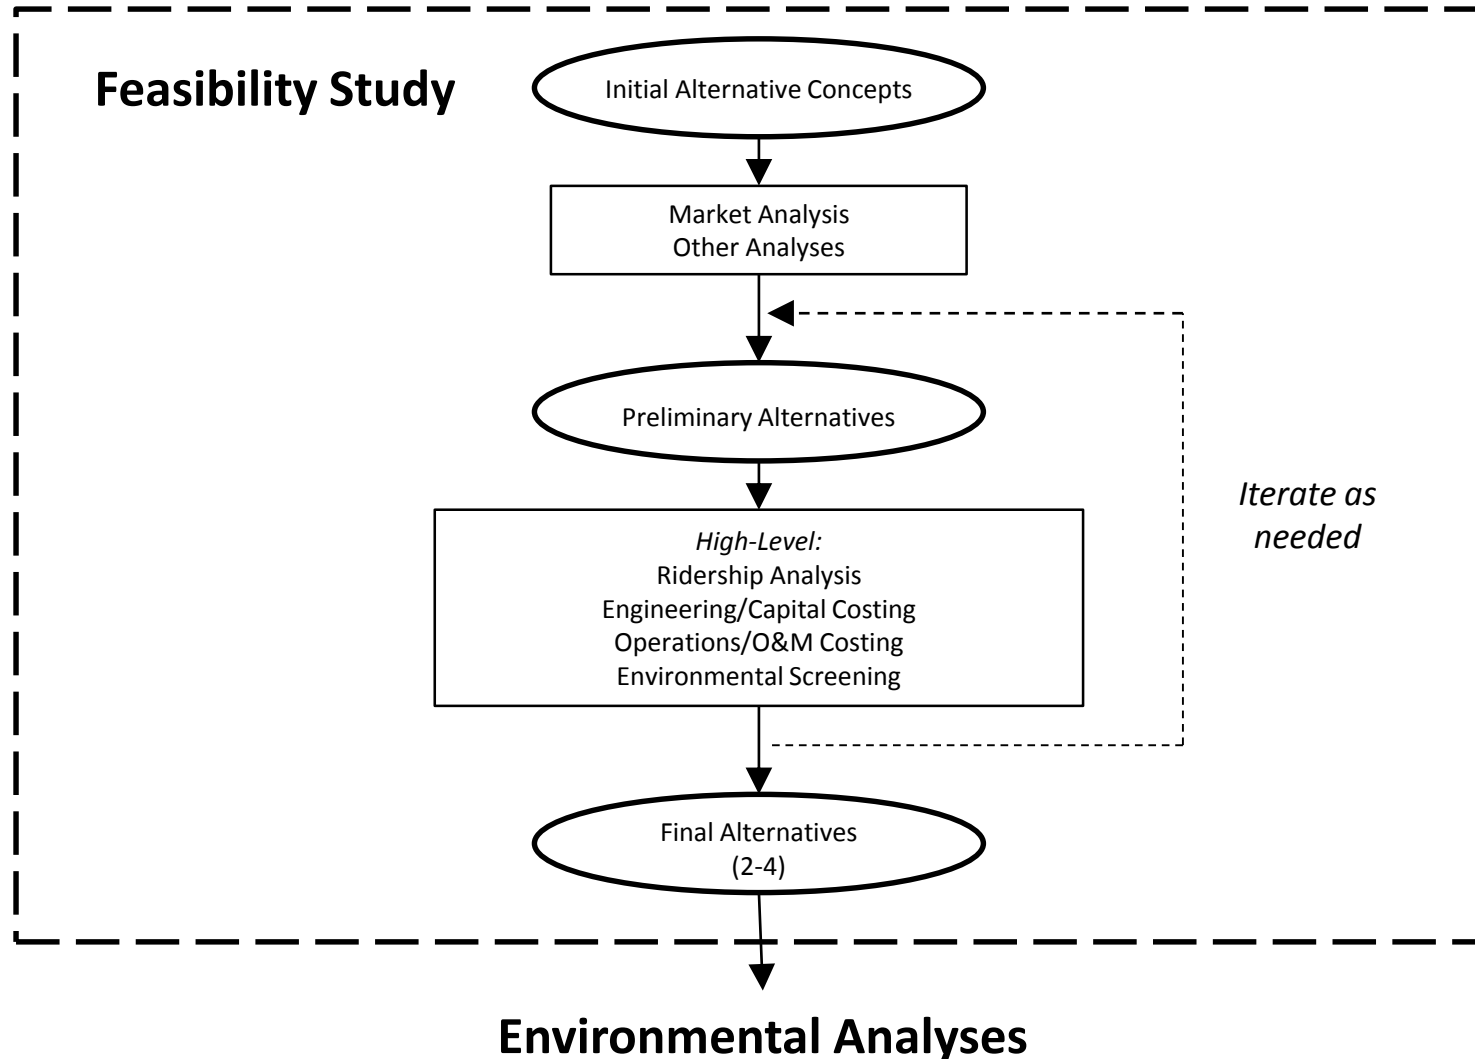 Feasibility Study
Initial Alternative Concepts
Market Analysis
Other Analyses
Preliminary Alternatives
High-Level:
Ridership Analysis
Engineering/Capital Costing
Operations/O&M Costing
Environmental Screening
Iterate as
needed
Final Alternatives
(2-4)
Environmental Analyses